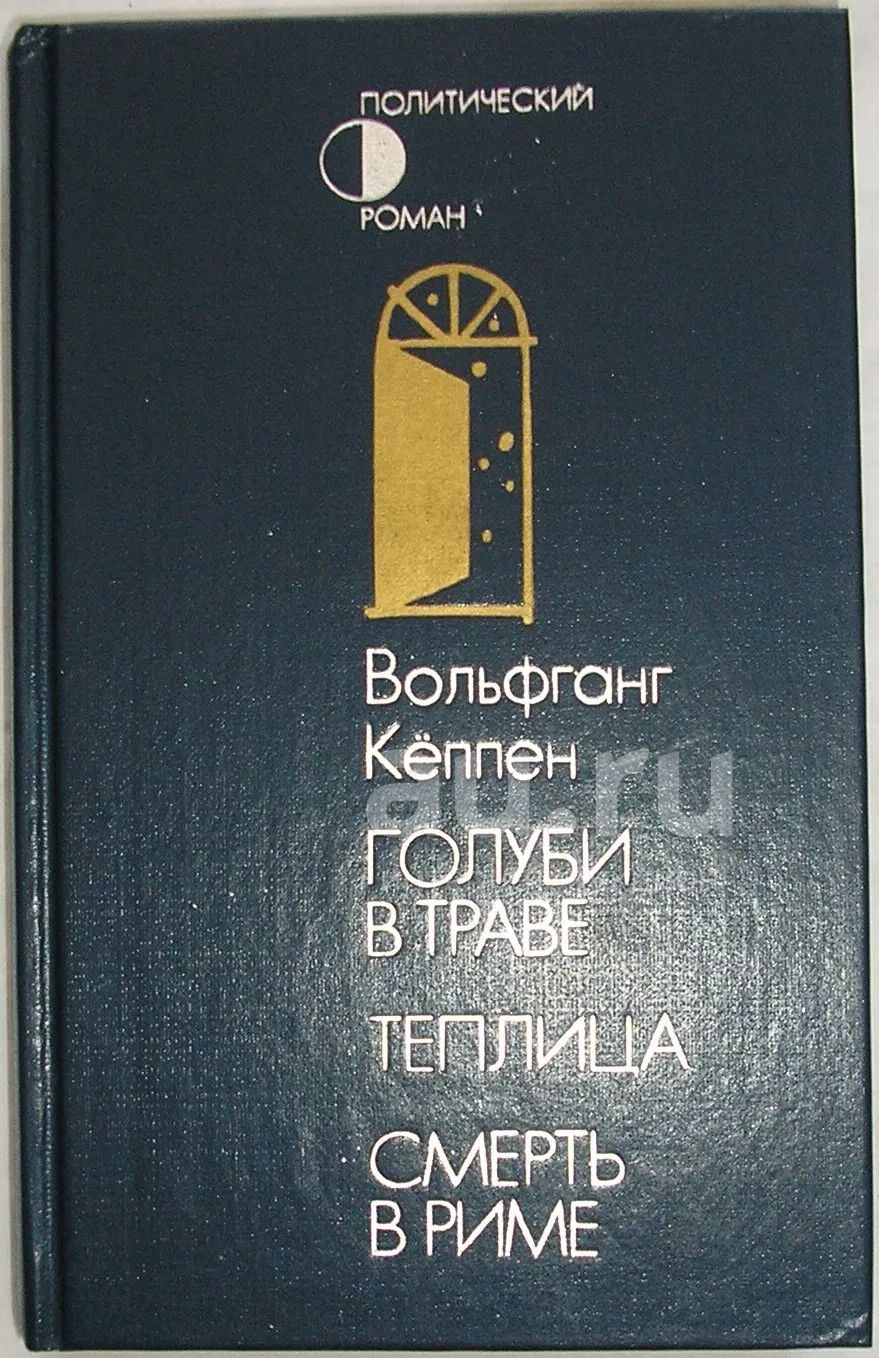 ПОЛИТИЧЕСКИЙ
РОМАН
Вольфганг
Кёппен
au.ru
ГОЛУБИ
В ТРАВЕ
ТЕПЛИЦА
СМЕРТЬ
В РИМЕ